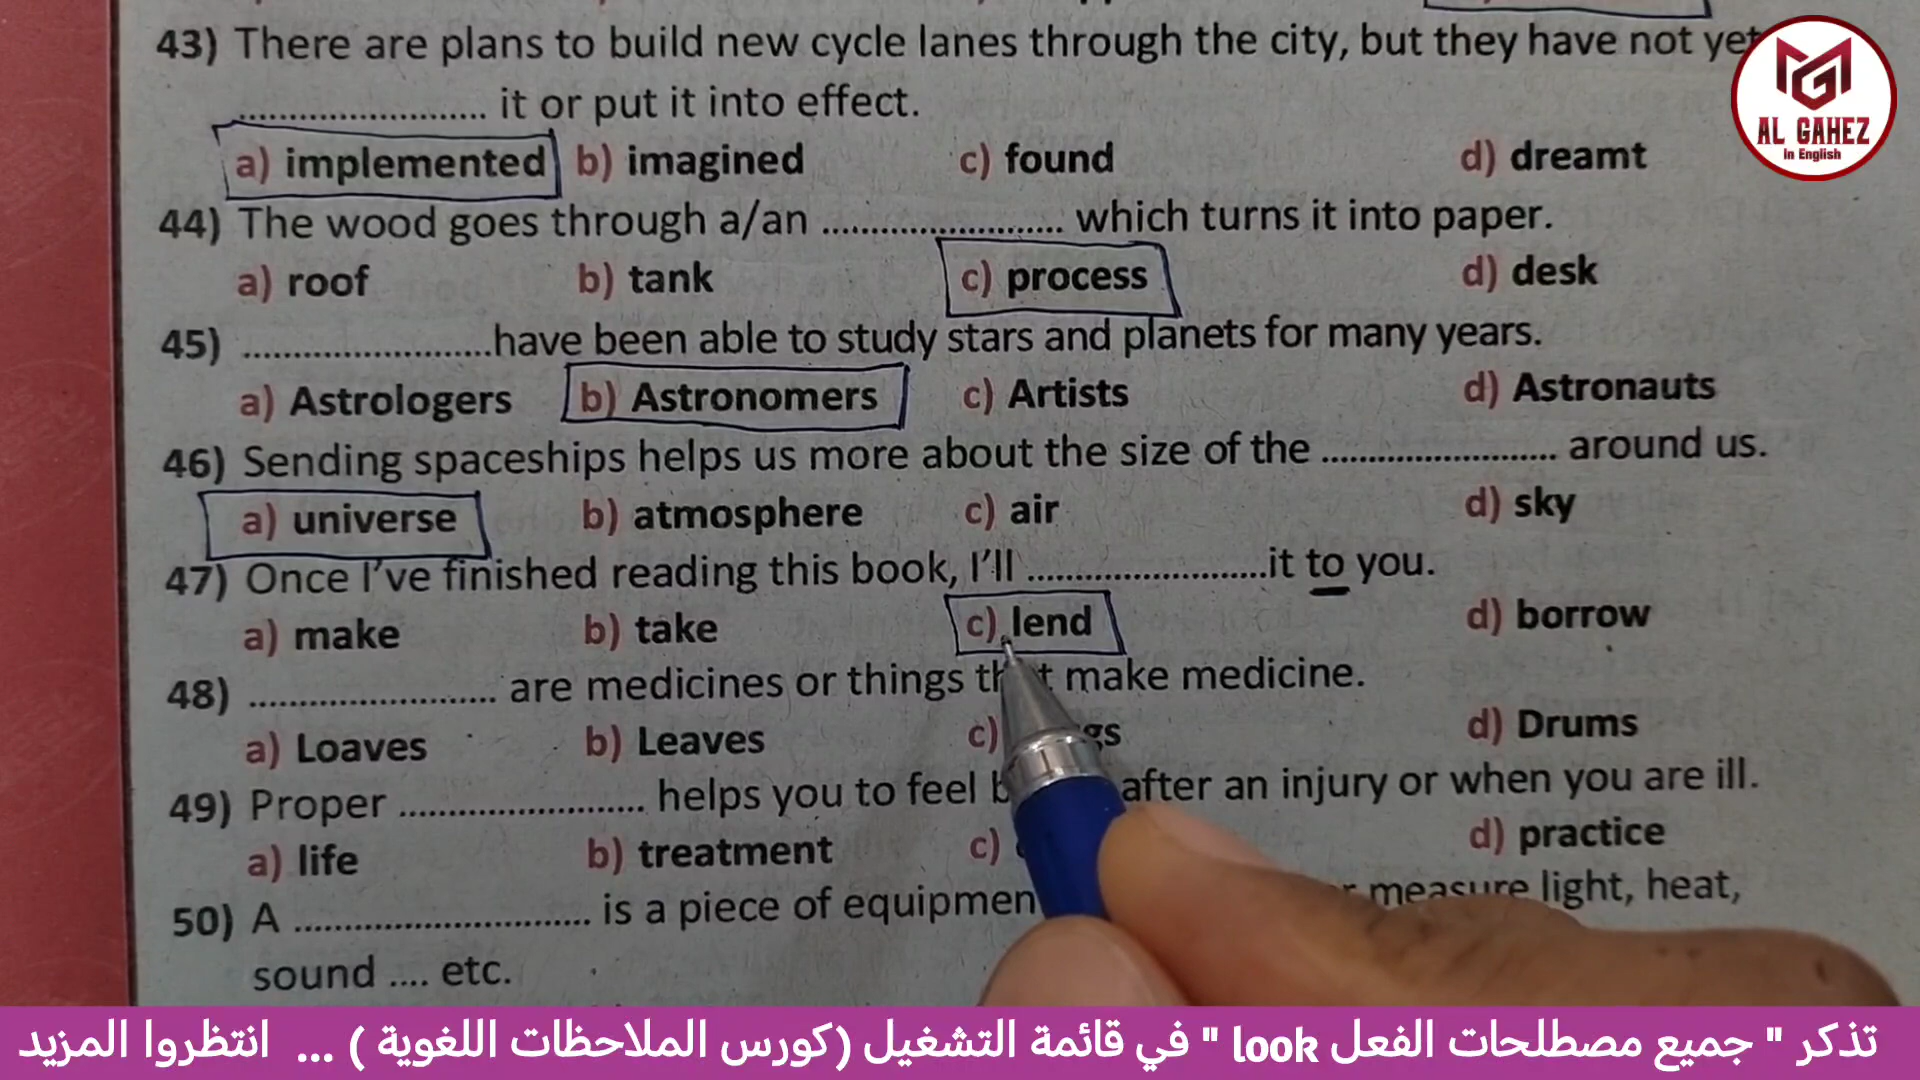 43) There are plans to build new cycle lanes through the city, but they have not yet
........................ it or put it into effect.
a) implemented b) imagined c) found d) dreamt
44) The wood goes through a/an ........................ which turns it into paper.
a) roof b) tank c) process d) desk
45) ........................have been able to study stars and planets for many years.
a) Astrologers b) Astronomers c) Artists d) Astronauts
46) Sending spaceships helps us more about the size of the ........................ around us.
a) universe b) atmosphere c) air d) sky
47) Once I've finished reading this book, I'll ........................it to you.
a) make b) take c) lend d) borrow
48) ........................ are medicines or things make medicine.
a) Loaves b) Leaves c) d) Drums
49) Proper ........................ helps you to feel after an injury or when you are ill.
a) life b) treatment c) d) practice
50) A ............................. is a piece of measure light, heat,
sound .... etc.
AL GAHEZ
in English
تذكر " جميع مصطلحات الفعل look " في قائمة التشغيل (كورس الملاحظات اللغوية ) ... انتظروا المزيد